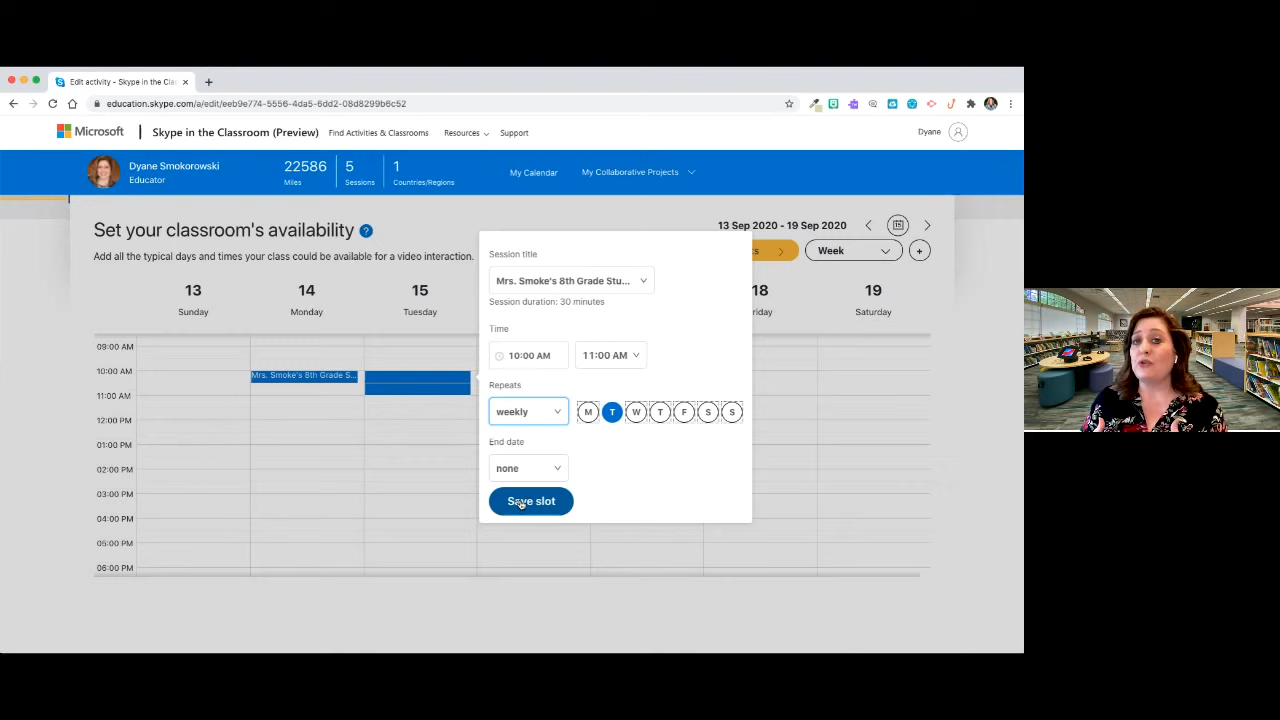 Edit activity - Skype in the Cla
education.skype.com/a/edit/eeb9e774-5556-4da5-6dd2-08d8299b6c52
Microsoft
Skype in the Classroom (Preview)
Find Activities & Classrooms
Resources
Support
Dyane
Dyane Smokorowski
Educator
22586
Miles
5
Sessions
1
Countries/Regions
My Calendar
My Collaborative Projects
Set your classroom's availability ?
Add all the typical days and times your class could be available for a video interaction.
13 Sep 2020 - 19 Sep 2020
Week
+
13
Sunday
14
Monday
15
Tuesday
18
riday
19
Saturday
09:00 AM
10:00 AM
11:00 AM
12:00 PM
01:00 PM
02:00 PM
03:00 PM
04:00 PM
05:00 PM
06:00 PM
Mrs. Smoke's 8th Grade S...
Session title
Mrs. Smoke's 8th Grade Stu...
Session duration: 30 minutes
Time
10:00 AM
11:00 AM
Repeats
weekly
M T W T F S S
End date
none
Save slot